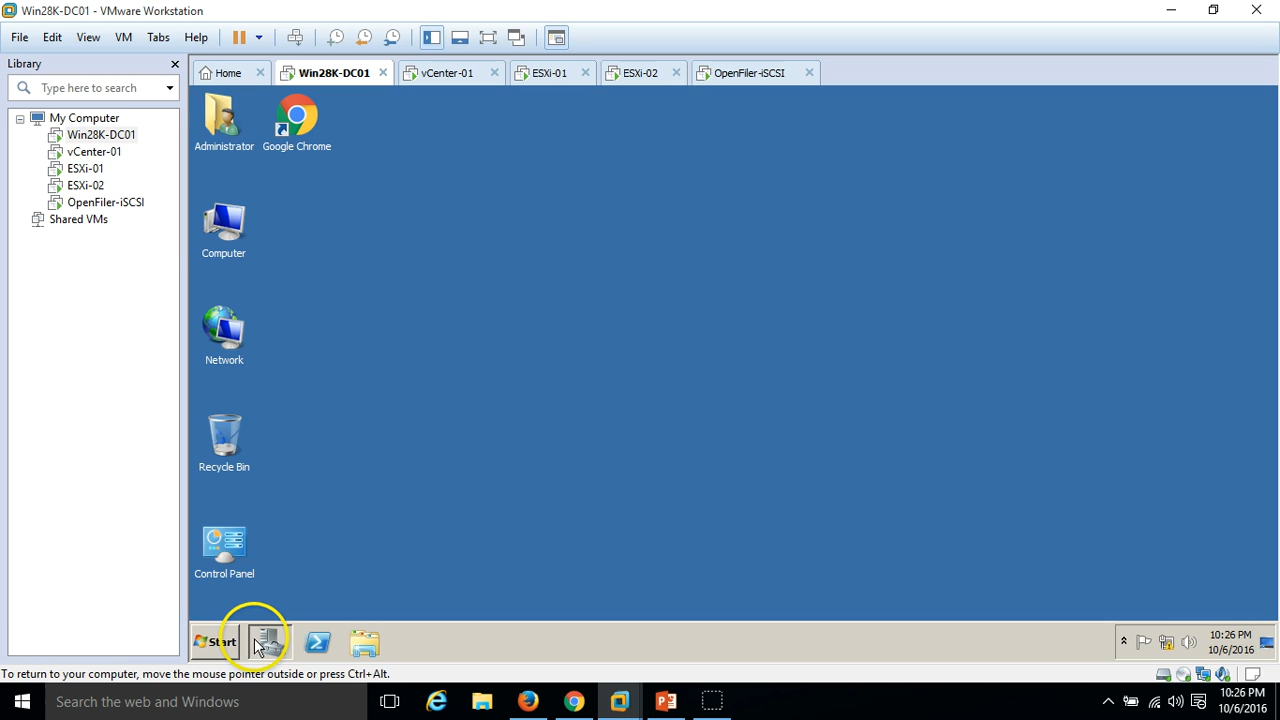 Win28K-DC01 - VMware Workstation
File Edit View VM Tabs Help
Library
Type here to search
My Computer
Win28K-DC01
vCenter-01
ESXi-01
ESXi-02
OpenFiler-iSCSI
Shared VMs
Home Win28K-DC01 vCenter-01 ESXi-01 ESXi-02 OpenFiler-iSCSI
Administrator Google Chrome
Computer
Network
Recycle Bin
Control Panel
Start
10:26 PM
10/6/2016
To return to your computer, move the mouse pointer outside or press Ctrl+Alt.
Search the web and Windows
10:26 PM
10/6/2016